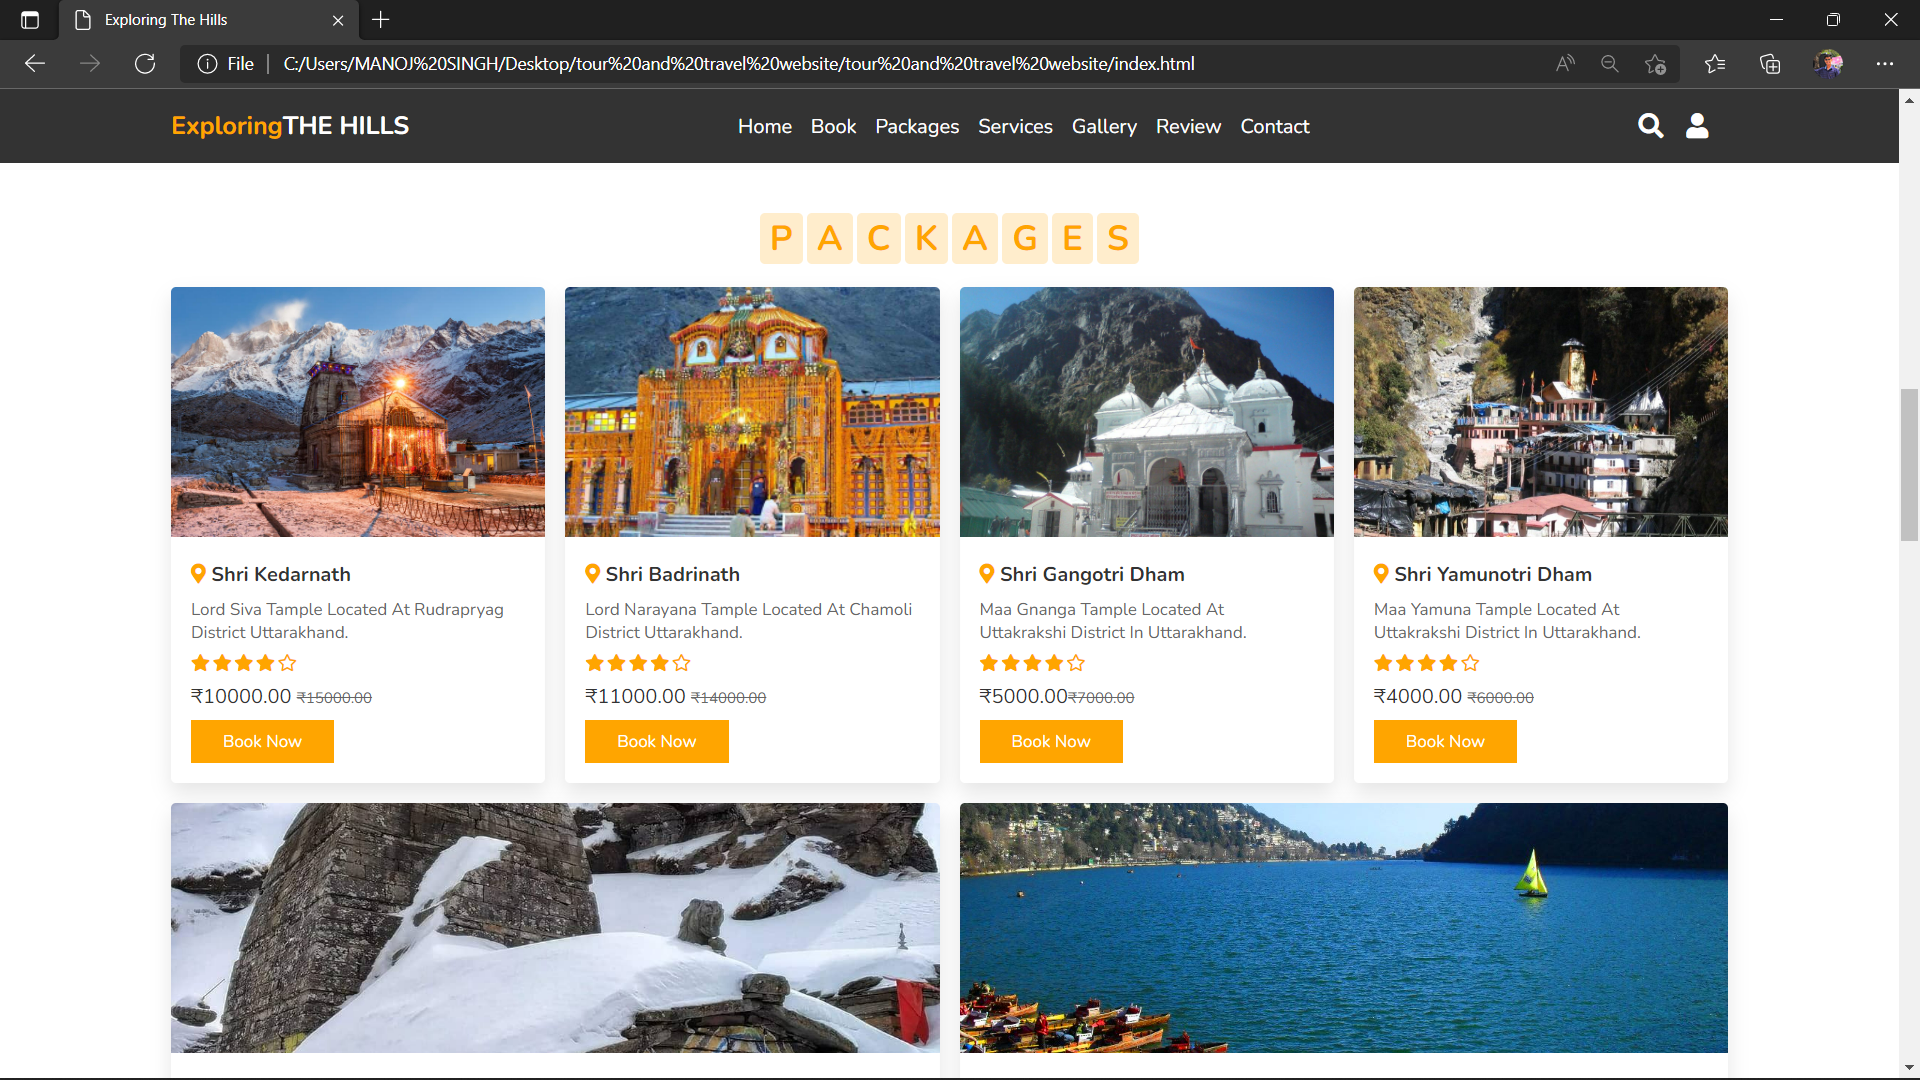 Exploring The Hills
File C:/Users/MANOJ%20SINGH/Desktop/tour%20and%20travel%20website/tour%20and%20travel%20website/index.html
ExploringTHE HILLS Home Book Packages Services Gallery Review Contact
PACKAGES
Shri Kedarnath
Lord Siva Tample Located At Rudrapryag
District Uttarakhand.
₹10000.00 ₹15000.00
Book Now
Shri Badrinath
Lord Narayana Tample Located At Chamoli
District Uttarakhand.
₹11000.00 ₹14000.00
Book Now
Shri Gangotri Dham
Maa Gnanga Tample Located At
Uttakrakshi District In Uttarakhand.
₹5000.00₹7000.00
Book Now
Shri Yamunotri Dham
Maa Yamuna Tample Located At
Uttakrakshi District In Uttarakhand.
₹4000.00 ₹6000.00
Book Now